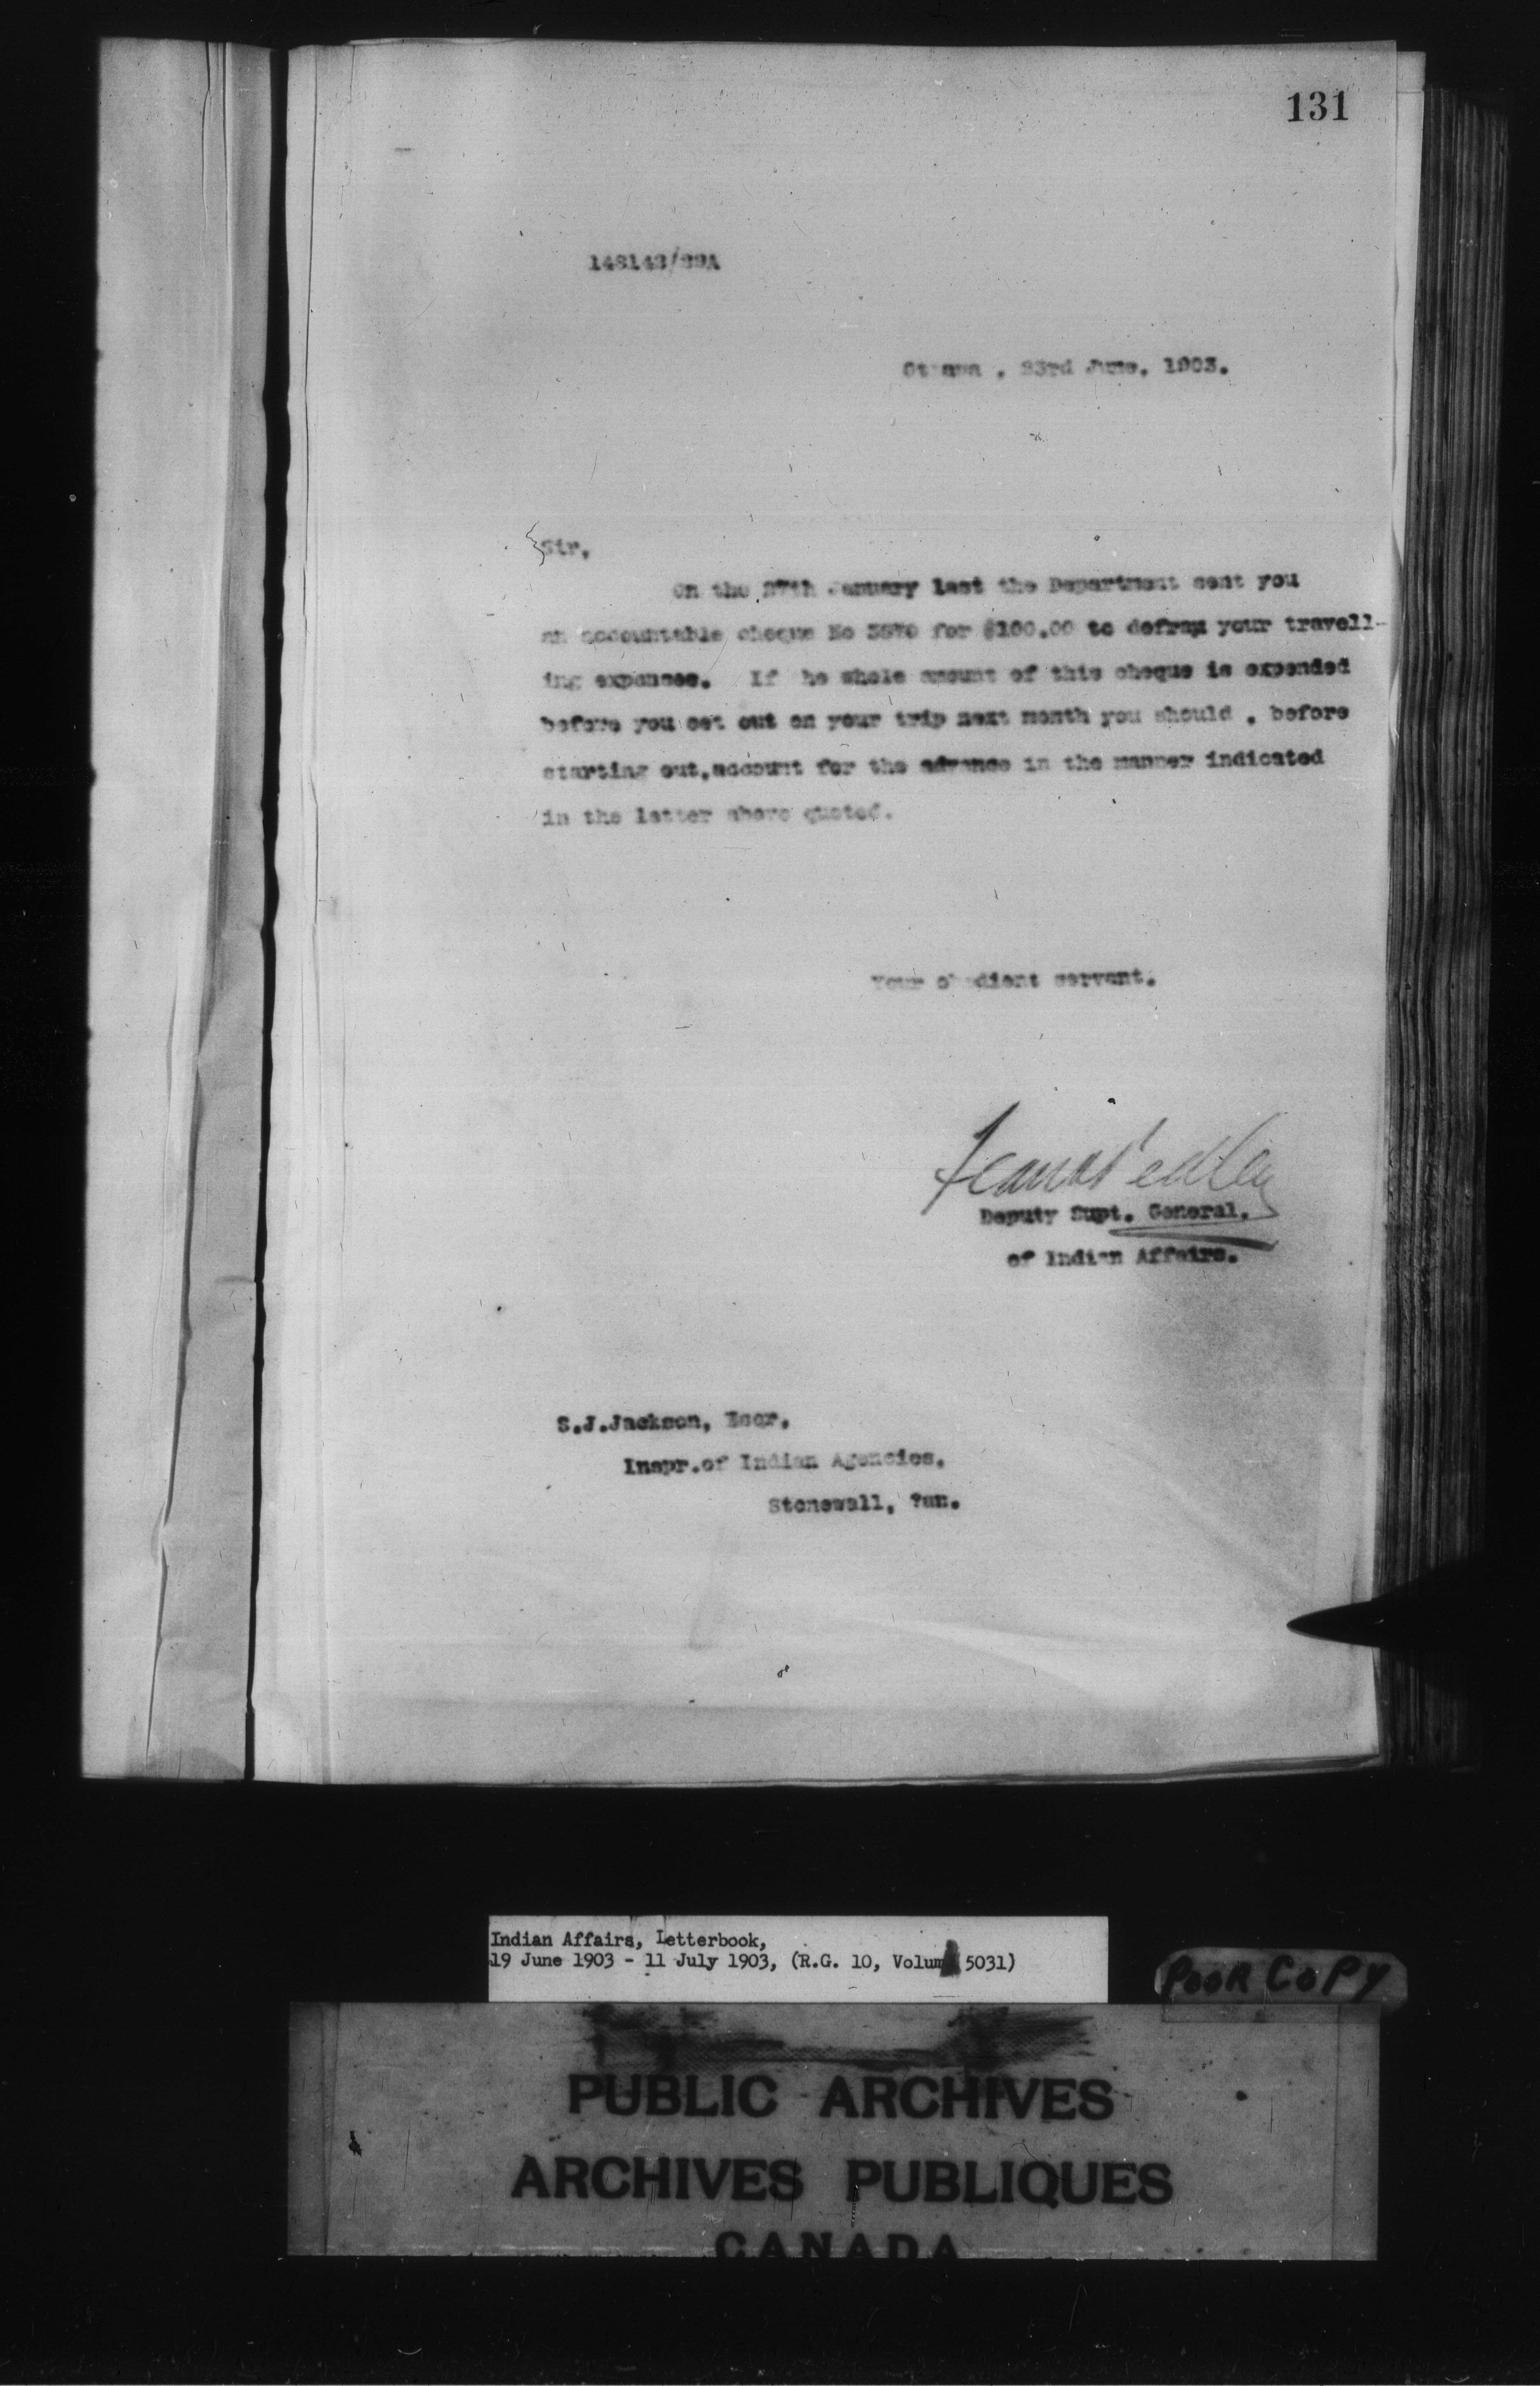 131
Ottawa , 23rd June. 1903.
Sir,
On the 27th January last the Department sent you
an accountable cheque No for $100.00 to defray your travell-
ing expenses. If he whole amount of this cheque is expended
before you set out on your trip next month you should , before
starting out,account for the advance in the manner indicated
in the letter above quoted.
Your obedient servant.
Frank Pedley
Deputy Supt. General.
of Indian Affairs.
S.J.Jackson, Esqr.
Inspr.of Indian Agencies.
Stonewall, Man.
Indian Affairs, Letterbook,
19 June 1903 - 11 July 1903, (R.G. 10, Volume 5031)
POOR COPY
PUBLIC ARCHIVES
ARCHIVES PUBLIQUES
CANADA